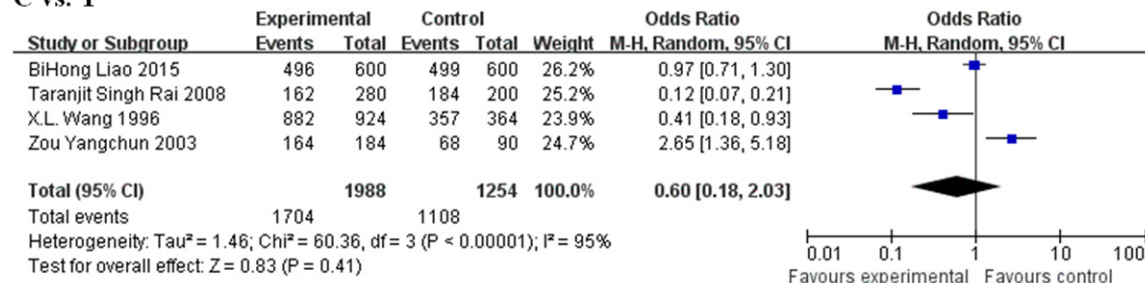 C vs. T
Experimental Control Odds Ratio Odds Ratio
Study or Subgroup Events Total Events Total Weight M-H, Random, 95% CI M-H, Random, 95% CI
BiHong Liao 2015 496 600 499 600 26.2% 0.97 [0.71, 1.30]
Taranjit Singh Rai 2008 162 280 184 200 25.2% 0.12 [0.07, 0.21]
X.L. Wang 1996 882 924 357 364 23.9% 0.41 [0.18, 0.93]
Zou Yangchun 2003 164 184 68 90 24.7% 2.65 [1.36, 5.18]
Total (95% CI) 1988 1254 100.0% 0.60 [0.18, 2.03]
Total events 1704 1108
Heterogeneity: Tau² = 1.46; Chi² = 60.36, df = 3 (P < 0.00001); I² = 95%
Test for overall effect: Z = 0.83 (P = 0.41)
0.01 0.1 1 10 100
Favours experimental Favours control